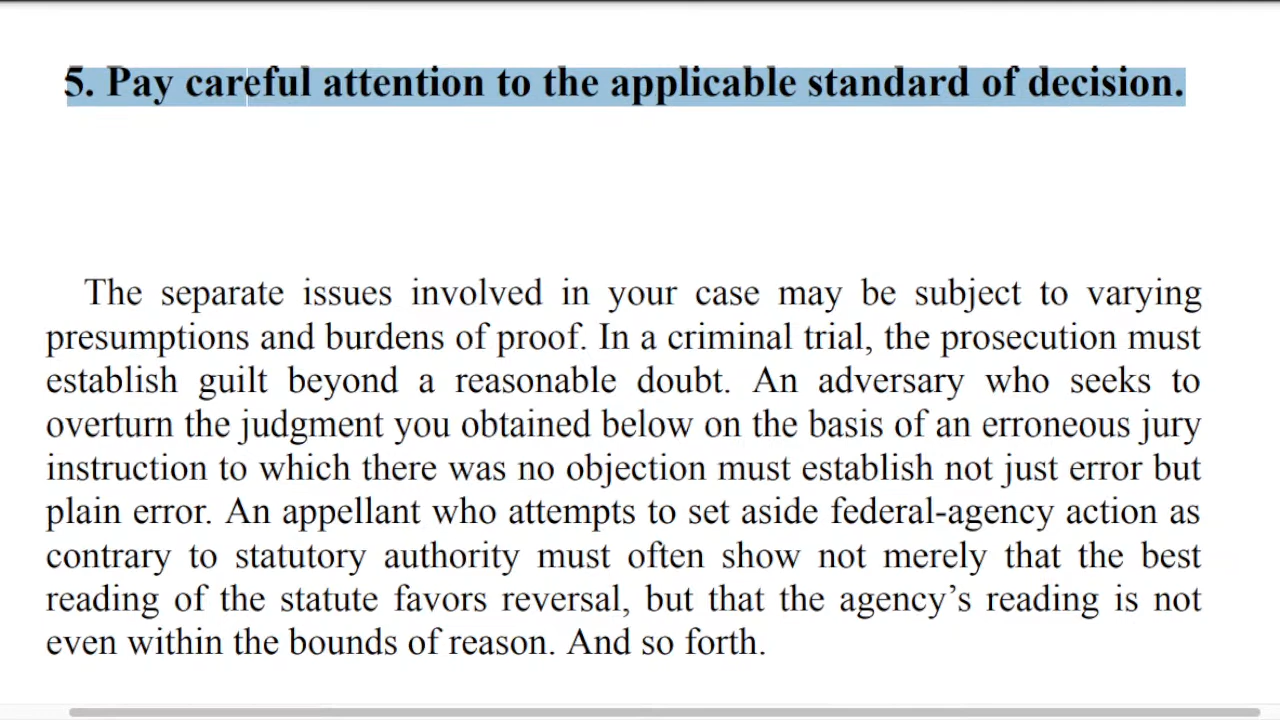 5. Pay careful attention to the applicable standard of decision.
The separate issues involved in your case may be subject to varying
presumptions and burdens of proof. In a criminal trial, the prosecution must
establish guilt beyond a reasonable doubt. An adversary who seeks to
overturn the judgment you obtained below on the basis of an erroneous jury
instruction to which there was no objection must establish not just error but
plain error. An appellant who attempts to set aside federal-agency action as
contrary to statutory authority must often show not merely that the best
reading of the statute favors reversal, but that the agency’s reading is not
even within the bounds of reason. And so forth.